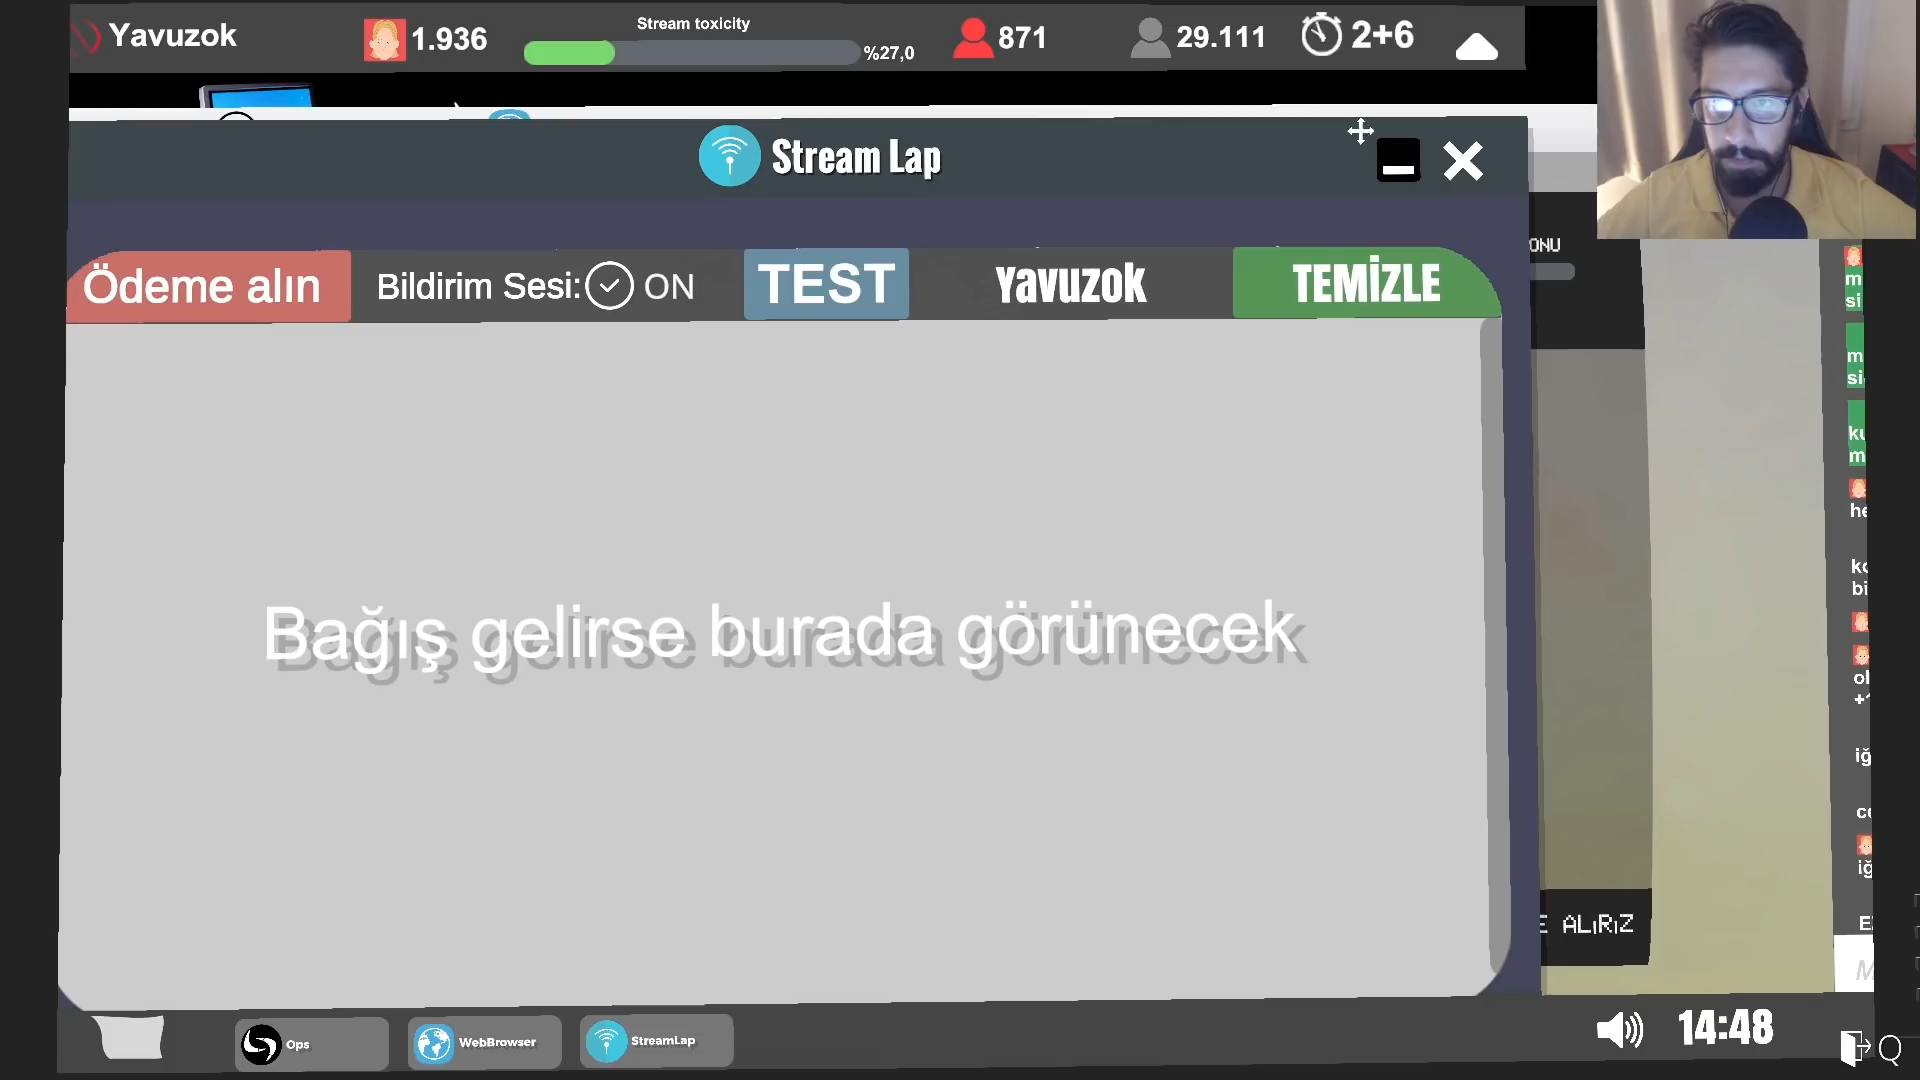 Yavuzok
1.936
Stream toxicity
%27,0
871
29.111
2+6
Stream Lap
Ödeme alın
Bildirim Sesi: ON
TEST
Yavuzok
TEMİZLE
Bağış gelirse burada görünecek
ALıRıZ
Ops
WebBrowser
StreamLap
14:48
Q